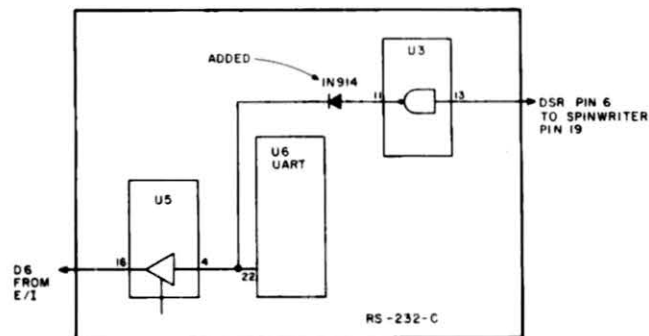 ADDED
IN914
U3
11
13
DSR PIN 6
TO SPINWRITER
PIN 19
U6
UART
U5
16
4
22
D6
FROM
E/I
RS-232-C